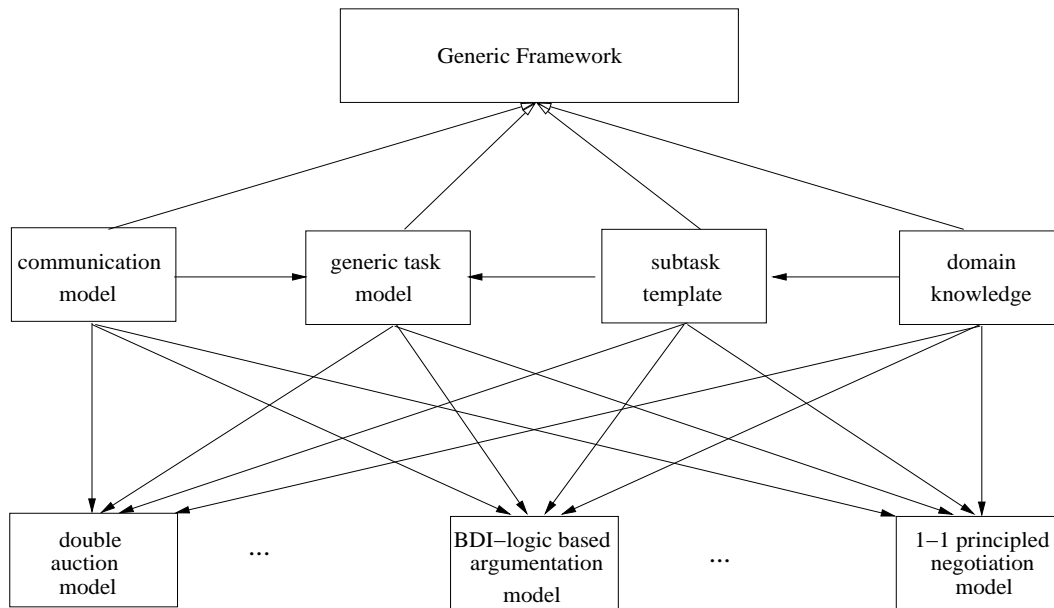 Generic Framework
communication
model
generic task
model
subtask
template
domain
knowledge
double
auction
model
...
BDI–logic based
argumentation
model
...
1–1 principled
negotiation
model